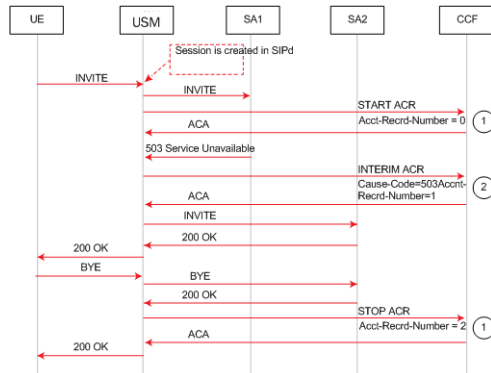 UE USM SA1 SA2 CCF
Session is created in SIPd
INVITE
INVITE
START ACR
ACA
Acct-Recrd-Number = 0
1
503 Service Unavailable
INTERIM ACR
Cause-Code=503Accnt-
ACA
Recrd-Number=1
2
INVITE
200 OK
200 OK
BYE
BYE
200 OK
STOP ACR
Acct-Recrd-Number = 2
1
ACA
200 OK